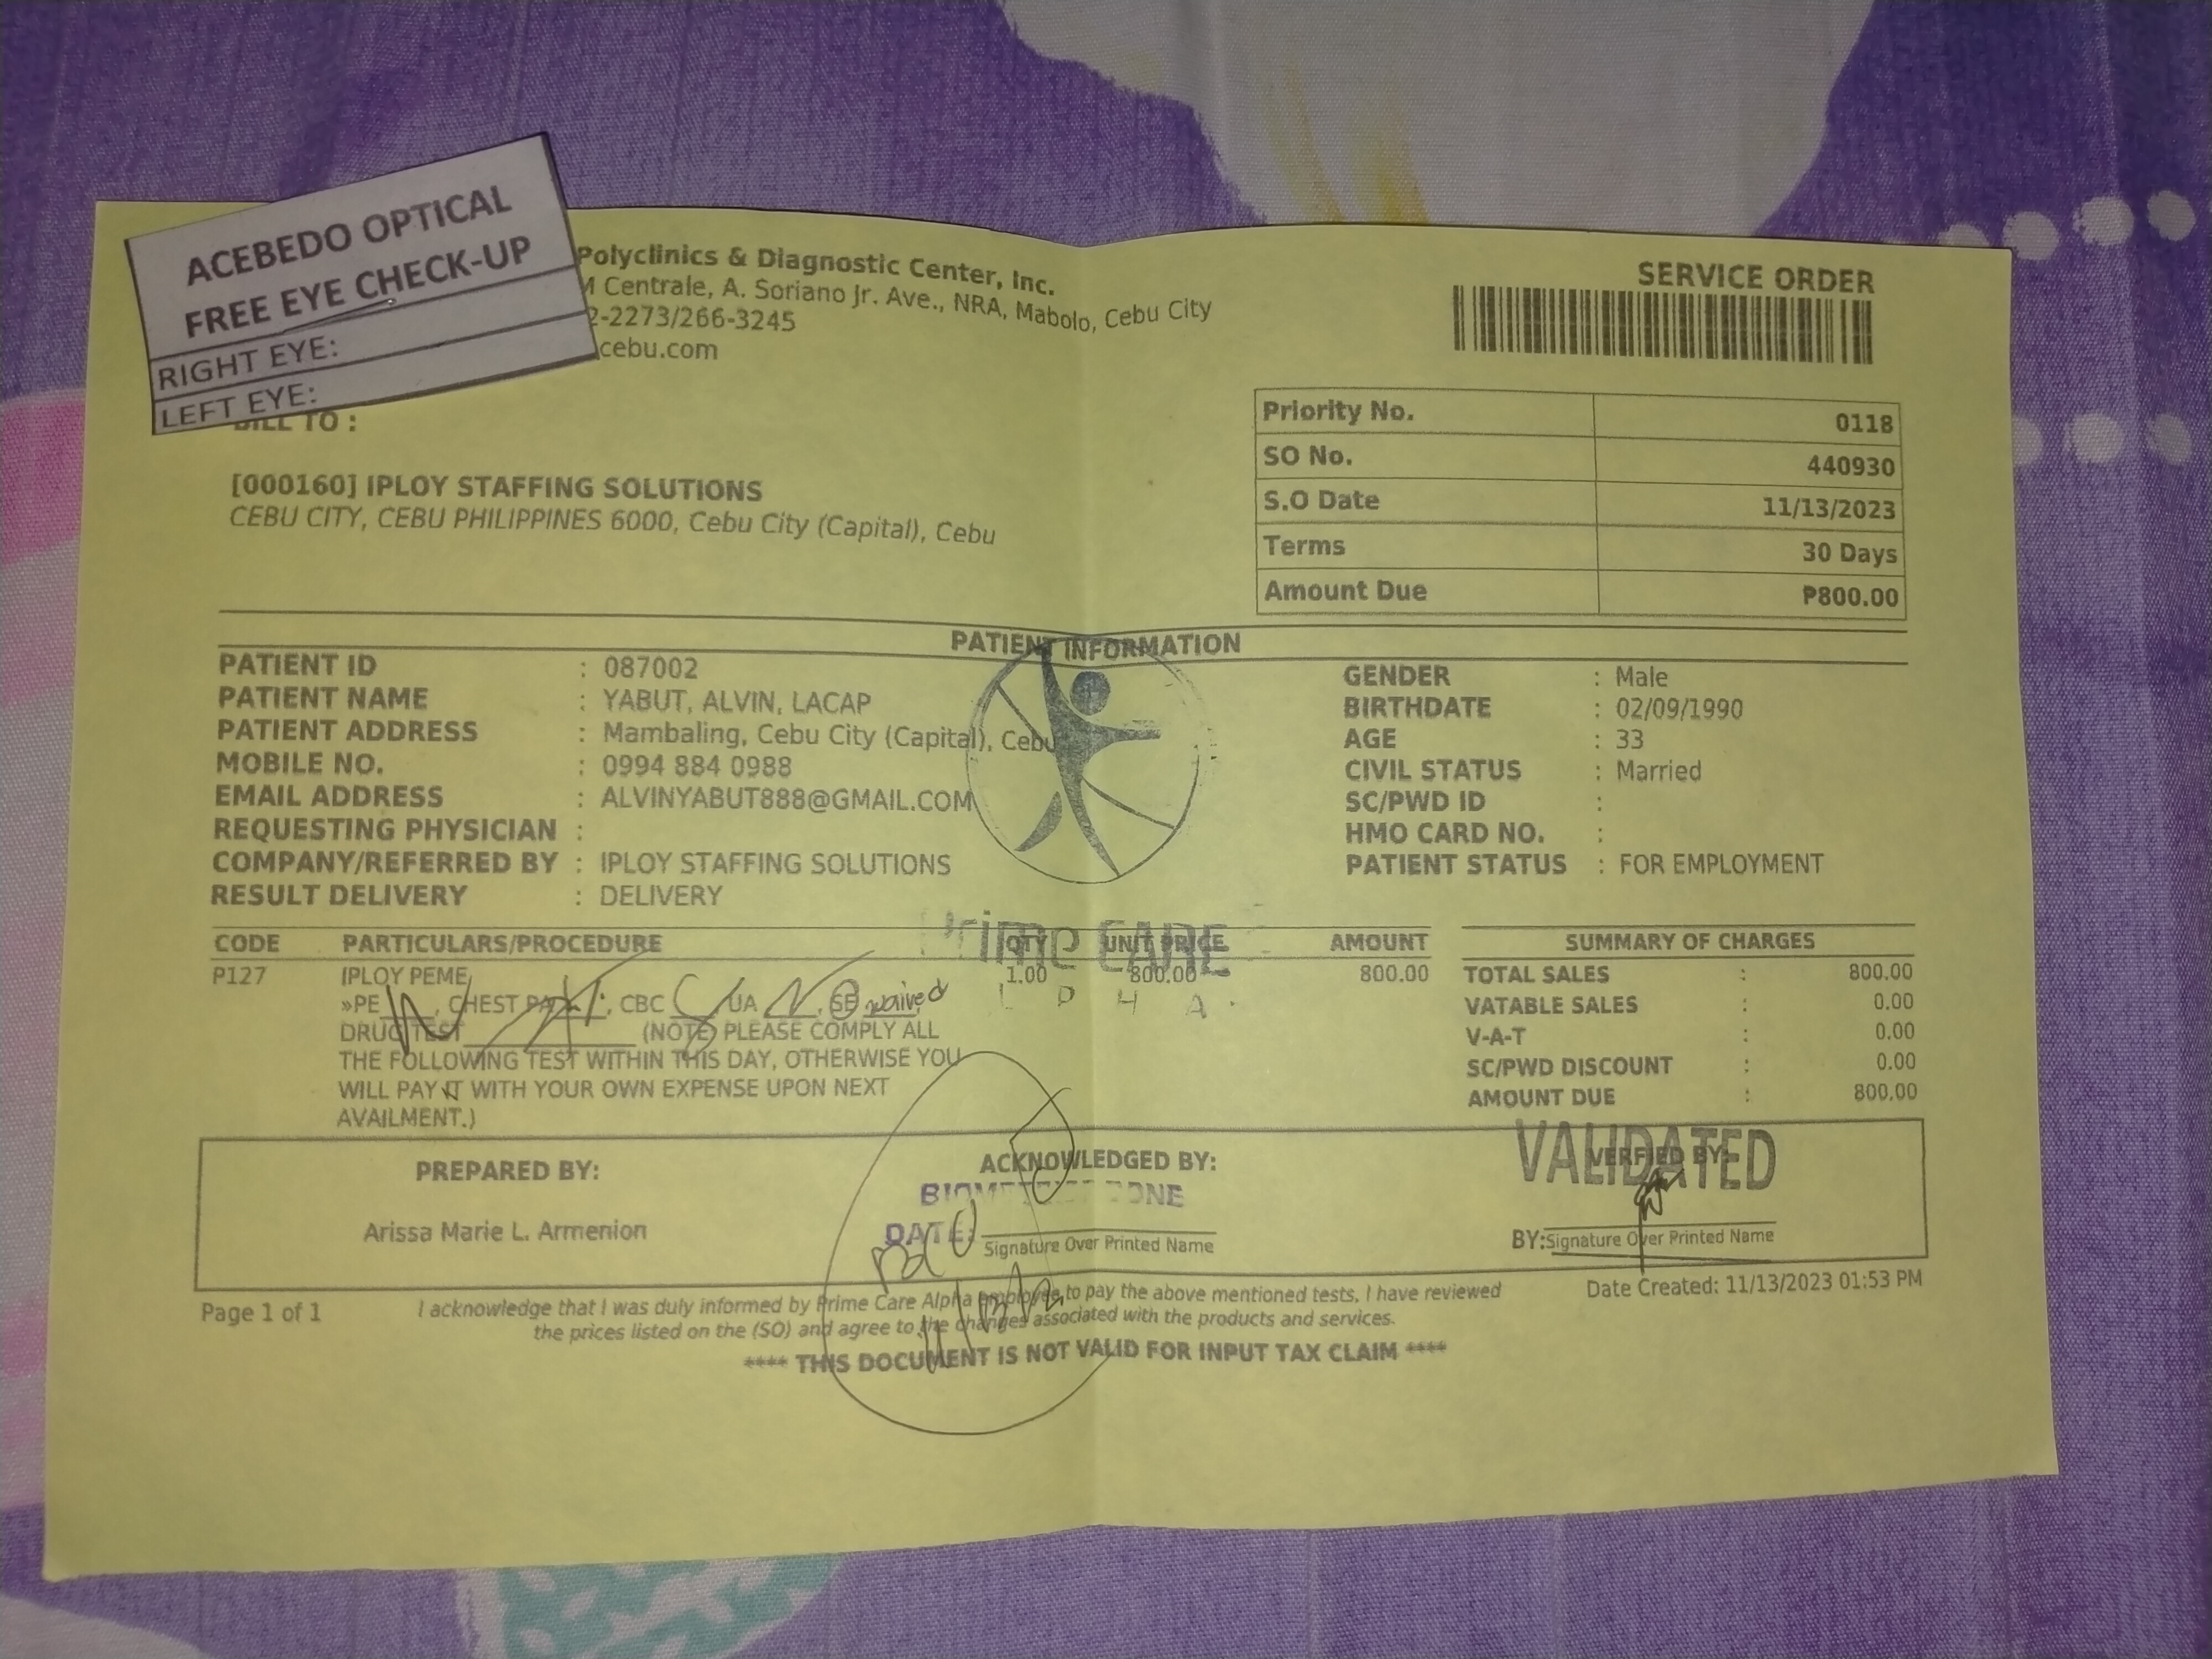 ACEBEDO OPTICAL
FREE EYE CHECK-UP
RIGHT EYE:
LEFT EYE:
Polyclinics & Diagnostic Center, Inc.
Centrale, A. Soriano Jr. Ave., NRA, Mabolo, Cebu City
2-2273/266-3245
cebu.com
SERVICE ORDER
BILL TO :
[000160] IPLOY STAFFING SOLUTIONS
CEBU CITY, CEBU PHILIPPINES 6000, Cebu City (Capital), Cebu
Priority No. 0118
SO No. 440930
S.O Date 11/13/2023
Terms 30 Days
Amount Due ₱800.00
PATIENT INFORMATION
PATIENT ID : 087002
PATIENT NAME : YABUT, ALVIN, LACAP
PATIENT ADDRESS : Mambaling, Cebu City (Capital), Cebu
MOBILE NO. : 0994 884 0988
EMAIL ADDRESS : ALVINYABUT888@GMAIL.COM
REQUESTING PHYSICIAN :
COMPANY/REFERRED BY : IPLOY STAFFING SOLUTIONS
RESULT DELIVERY : DELIVERY
GENDER : Male
BIRTHDATE : 02/09/1990
AGE : 33
CIVIL STATUS : Married
SC/PWD ID :
HMO CARD NO. :
PATIENT STATUS : FOR EMPLOYMENT
Prime CARE
A L P H A
CODE PARTICULARS/PROCEDURE QTY UNIT PRICE AMOUNT
P127 IPLOY PEME 1.00 800.00 800.00
»PE , CHEST PA , CBC , UA , SE waived
DRUG TEST (NOTE: PLEASE COMPLY ALL
THE FOLLOWING TEST WITHIN THIS DAY, OTHERWISE YOU
WILL PAY IT WITH YOUR OWN EXPENSE UPON NEXT
AVAILMENT.)
SUMMARY OF CHARGES
TOTAL SALES : 800.00
VATABLE SALES : 0.00
V-A-T : 0.00
SC/PWD DISCOUNT : 0.00
AMOUNT DUE : 800.00
PREPARED BY:
Arissa Marie L. Armenion
ACKNOWLEDGED BY:
BIOMETRIC DONE
DATE:
Signature Over Printed Name
VALIDATED
VERFIED BY:
BY:
Signature Over Printed Name
Page 1 of 1
I acknowledge that I was duly informed by Prime Care Alpha employee to pay the above mentioned tests, I have reviewed
the prices listed on the (SO) and agree to the changes associated with the products and services.
Date Created: 11/13/2023 01:53 PM
**** THIS DOCUMENT IS NOT VALID FOR INPUT TAX CLAIM ****